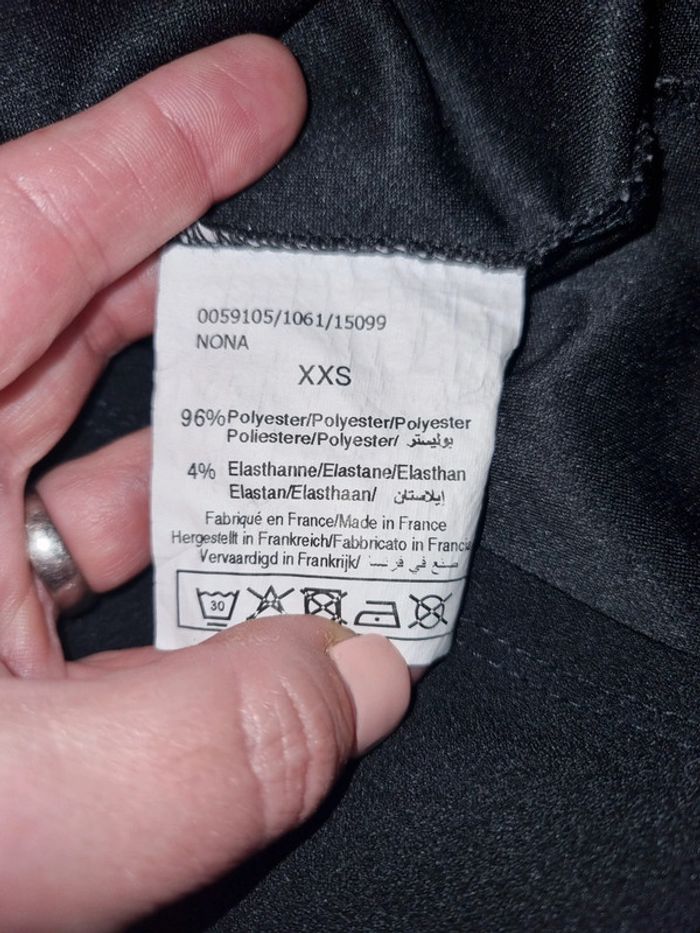 0059105/1061/15099
NONA
XXS
96% Polyester/Polyester/Polyester
Poliestere/Polyester/ بوليستر
4% Elasthanne/Elastane/Elasthan
Elastan/Elasthaan/ إيلاستان
Fabriqué en France/Made in France
Hergestellt in Frankreich/Fabbricato in Francia
Vervaardigd in Frankrijk/ صنع في فرنسا
30